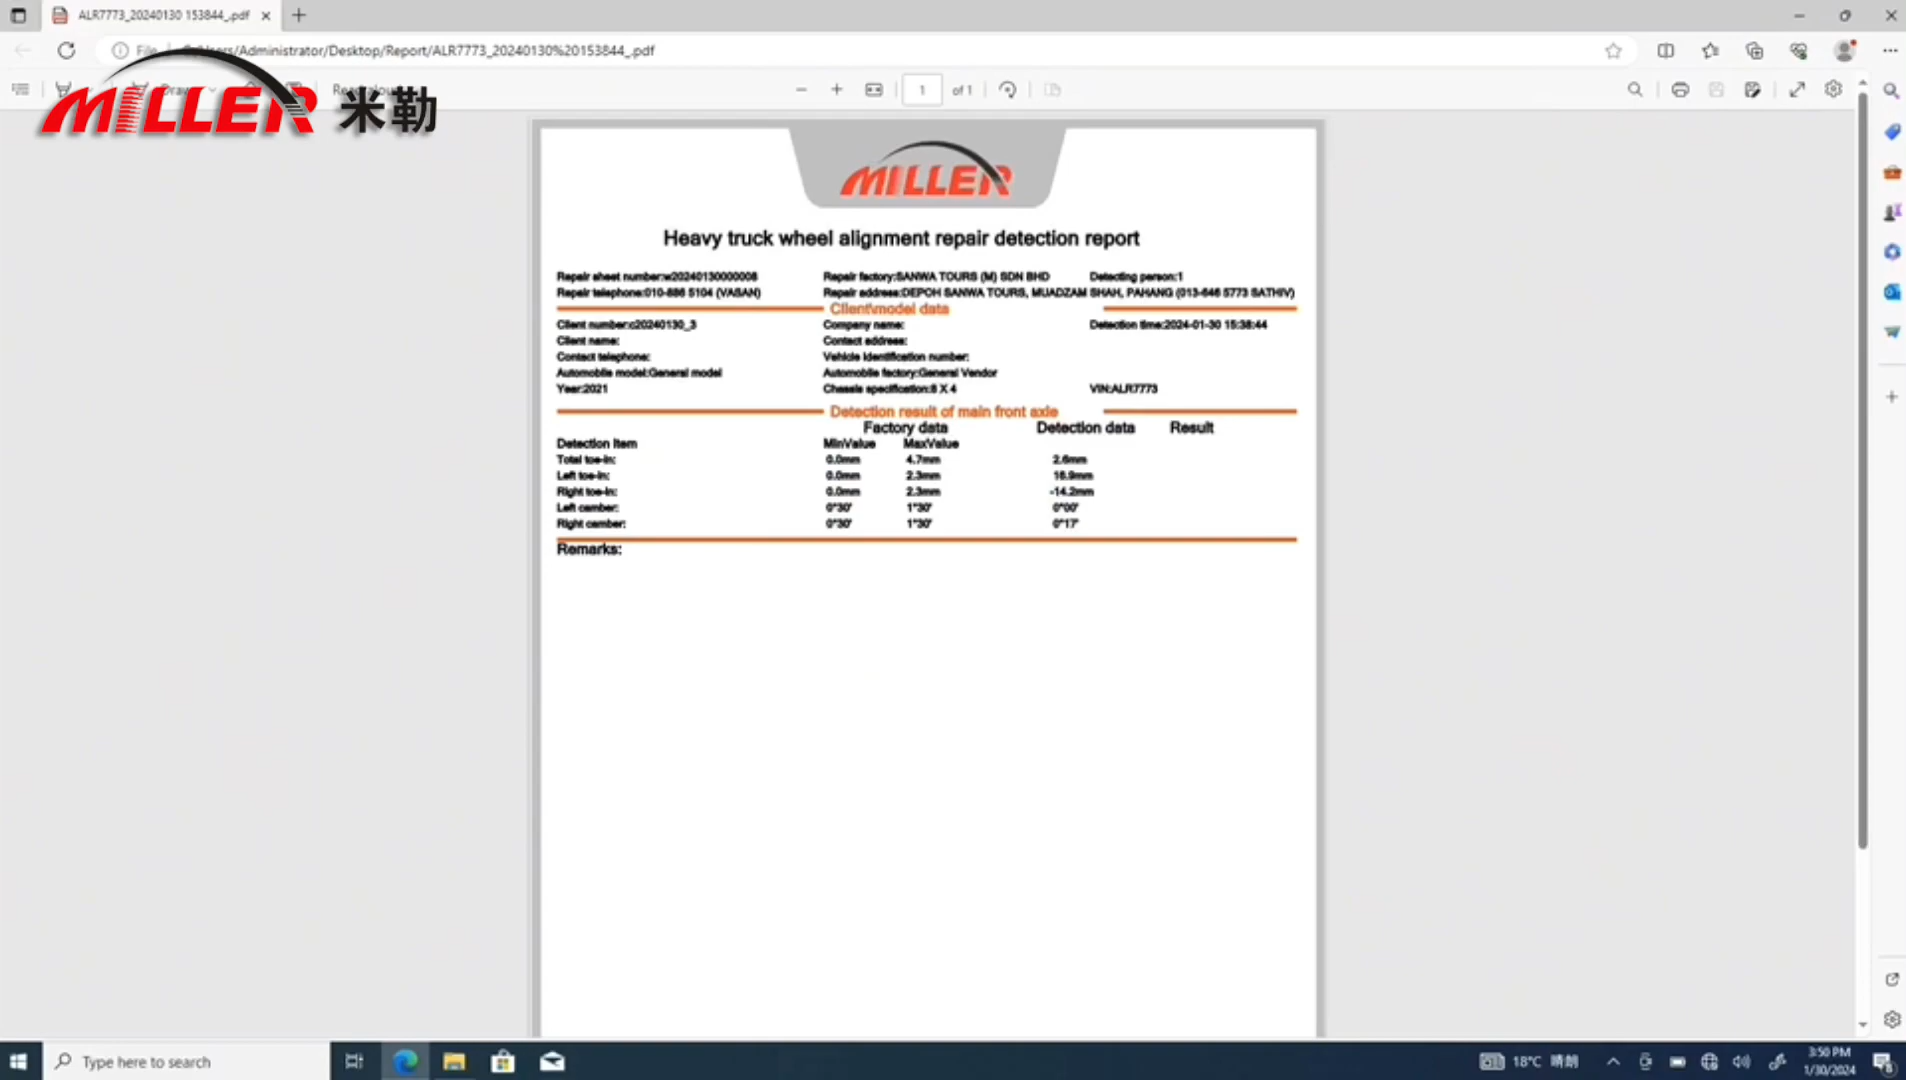 ALR7773_20240130 153844_.pdf
File
/Users/Administrator/Desktop/Report/ALR7773_20240130%20153844_.pdf
MILLER 米勒
Draw
1 of 1
MILLER
Heavy truck wheel alignment repair detection report
Repair sheet number:w20240130000008 Repair factory:SANWA TOURS (M) SDN BHD Detecting person:1
Repair telephone:010-886 5104 (VASAN) Repair address:DEPOH SANWA TOURS, MUADZAM SHAH, PAHANG (013-646 5773 SATHIV)
Client\model data
Client number:c20240130_3 Company name: Detection time:2024-01-30 15:38:44
Client name: Contact address:
Contact telephone: Vehicle identification number:
Automobile model:General model Automobile factory:General Vendor
Year:2021 Chassis specification:8 X 4 VIN:ALR7773
Detection result of main front axle
Factory data Detection data Result
Detection item MinValue MaxValue
Total toe-in: 0.0mm 4.7mm 2.6mm
Left toe-in: 0.0mm 2.3mm 16.9mm
Right toe-in: 0.0mm 2.3mm -14.2mm
Left camber: 0°30' 1°30' 0°00'
Right camber: 0°30' 1°30' 0°17'
Remarks:
Type here to search
18°C 晴朗
3:50 PM
1/30/2024